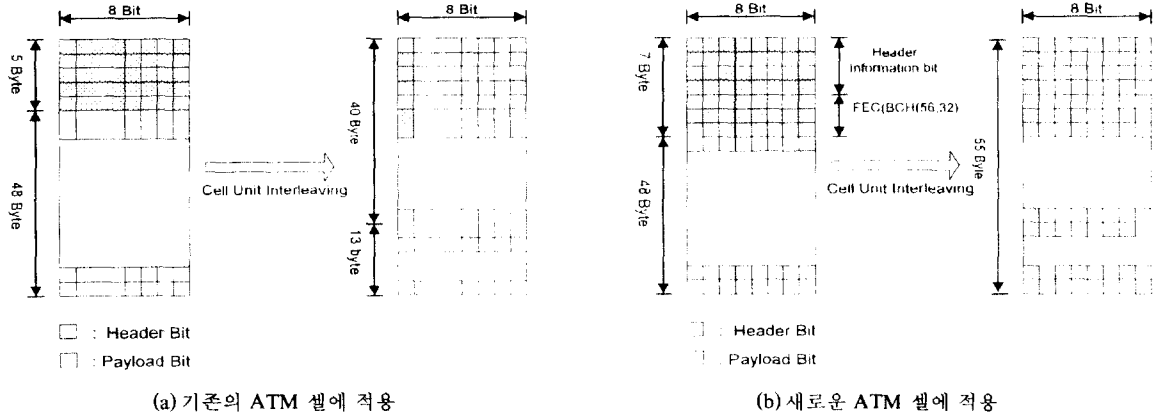 8 Bit
8 Bit
5 Byte
48 Byte
Cell Unit Interleaving
40 Byte
13 byte
: Header Bit
: Payload Bit
(a) 기존의 ATM 셀에 적용
8 Bit
8 Bit
7 Byte
48 Byte
Header
information bit
FEC(BCH(56,32)
Cell Unit Interleaving
55 Byte
: Header Bit
: Payload Bit
(b) 새로운 ATM 셀에 적용